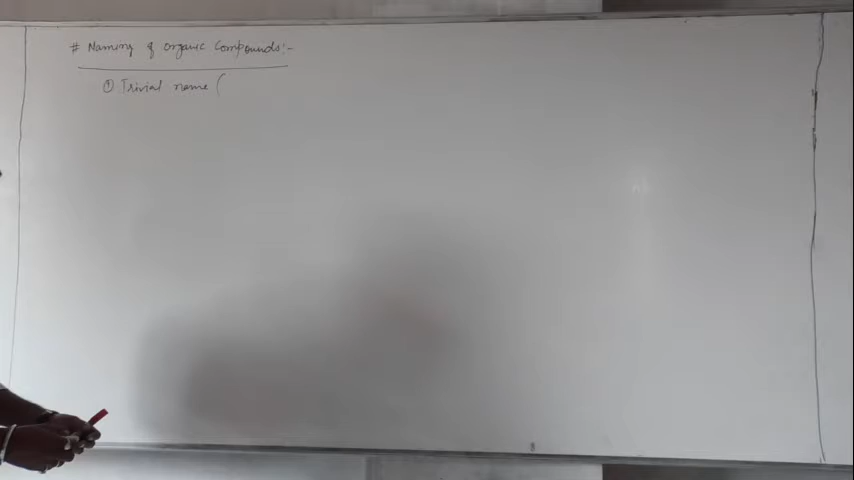 # Naming of Organic Compounds:-
① Trivial name (